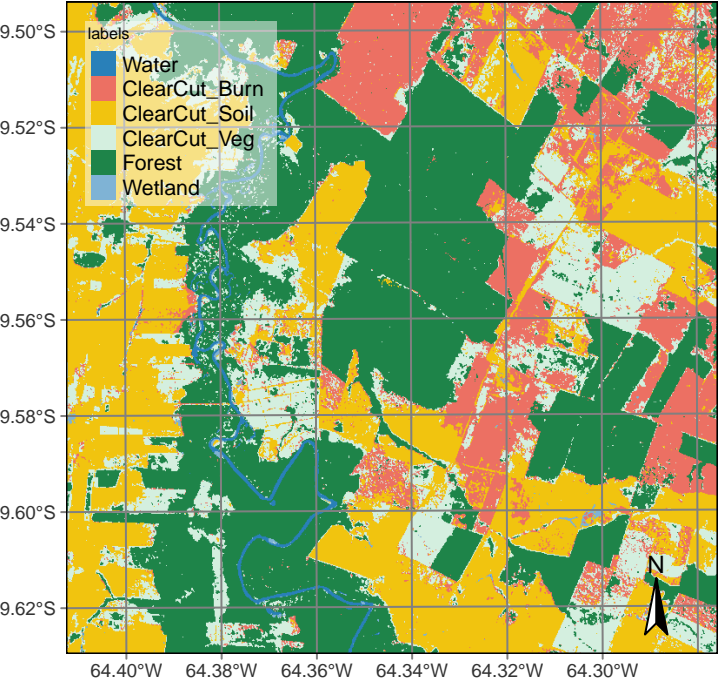 labels
Water
ClearCut_Burn
ClearCut_Soil
ClearCut_Veg
Forest
Wetland
9.50°S
9.52°S
9.54°S
9.56°S
9.58°S
9.60°S
9.62°S
N
64.40°W 64.38°W 64.36°W 64.34°W 64.32°W 64.30°W